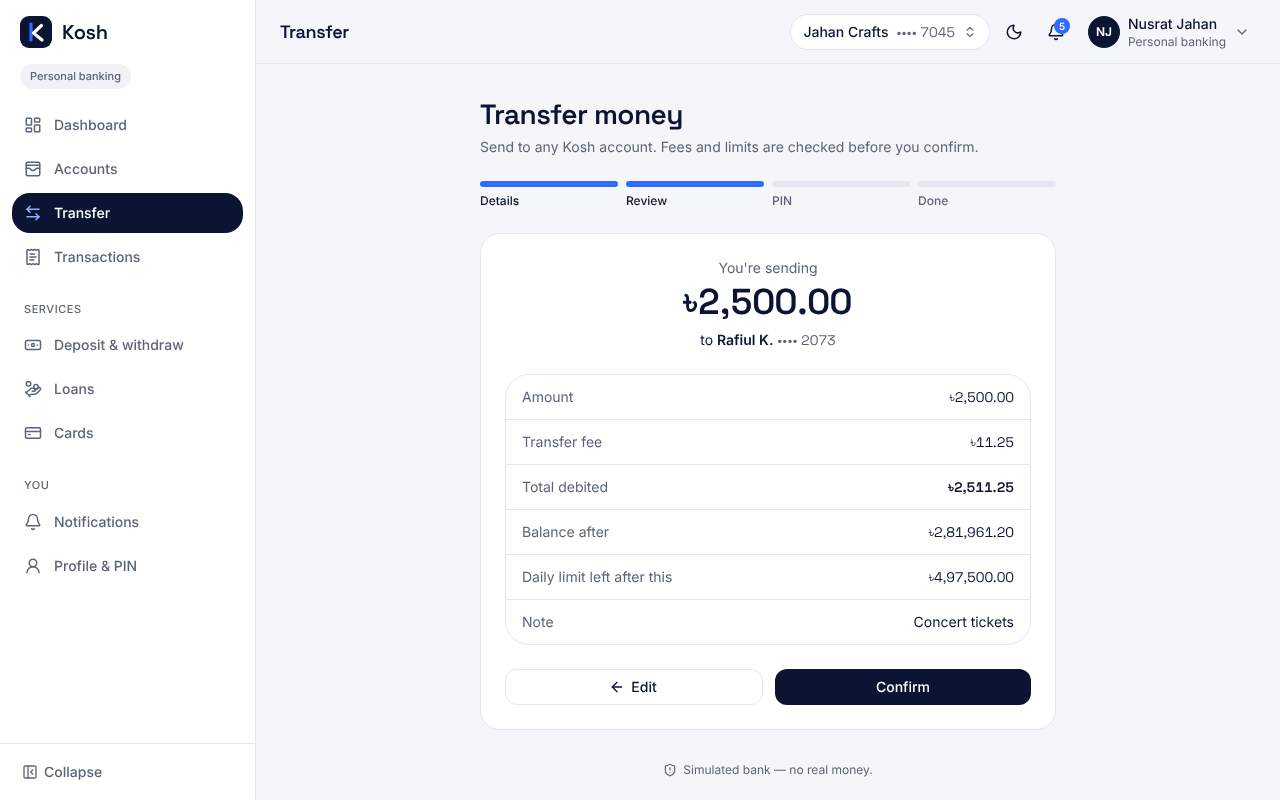 Kosh
Personal banking
Dashboard
Accounts
Transfer
Transactions
SERVICES
Deposit & withdraw
Loans
Cards
YOU
Notifications
Profile & PIN
Collapse
Transfer
Jahan Crafts •••• 7045
5
NJ
Nusrat Jahan
Personal banking
Transfer money
Send to any Kosh account. Fees and limits are checked before you confirm.
Details
Review
PIN
Done
You're sending
৳2,500.00
to Rafiul K. •••• 2073
Amount ৳2,500.00
Transfer fee ৳11.25
Total debited ৳2,511.25
Balance after ৳2,81,961.20
Daily limit left after this ৳4,97,500.00
Note Concert tickets
Edit
Confirm
Simulated bank — no real money.